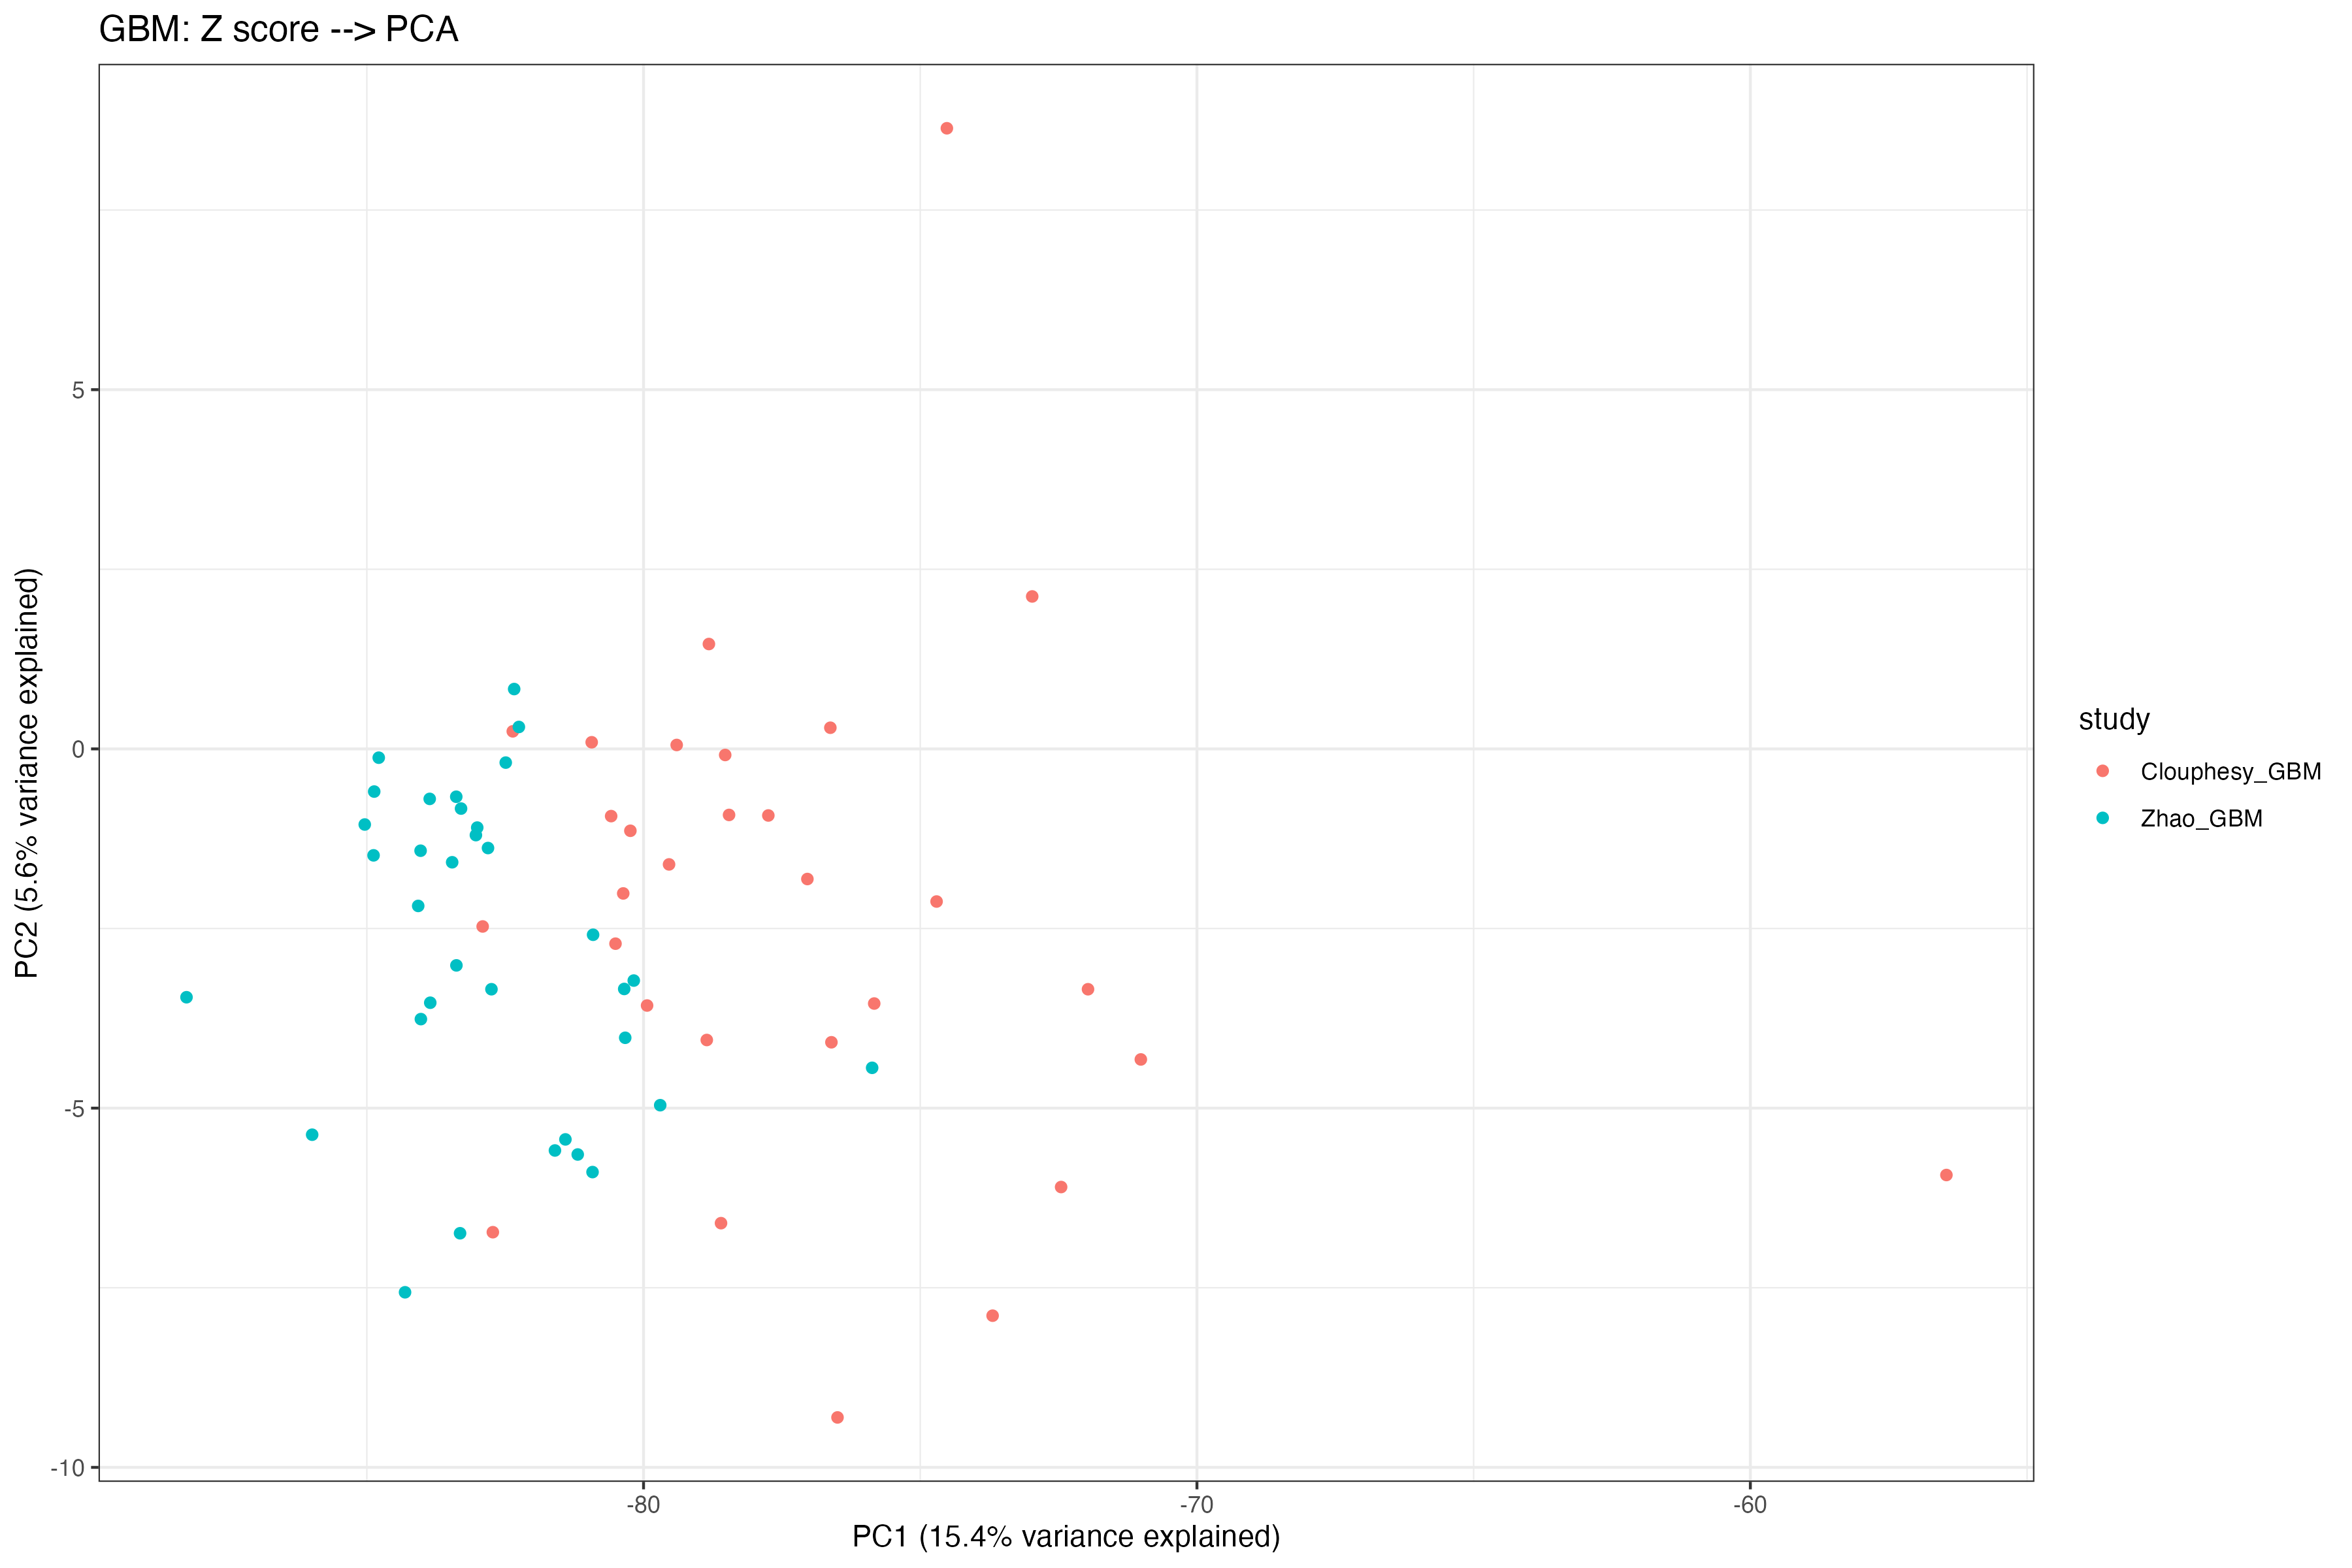 GBM: Z score --> PCA
PC2 (5.6% variance explained)
5
0
-5
-10
-80
-70
-60
PC1 (15.4% variance explained)
study
Clouphesy_GBM
Zhao_GBM